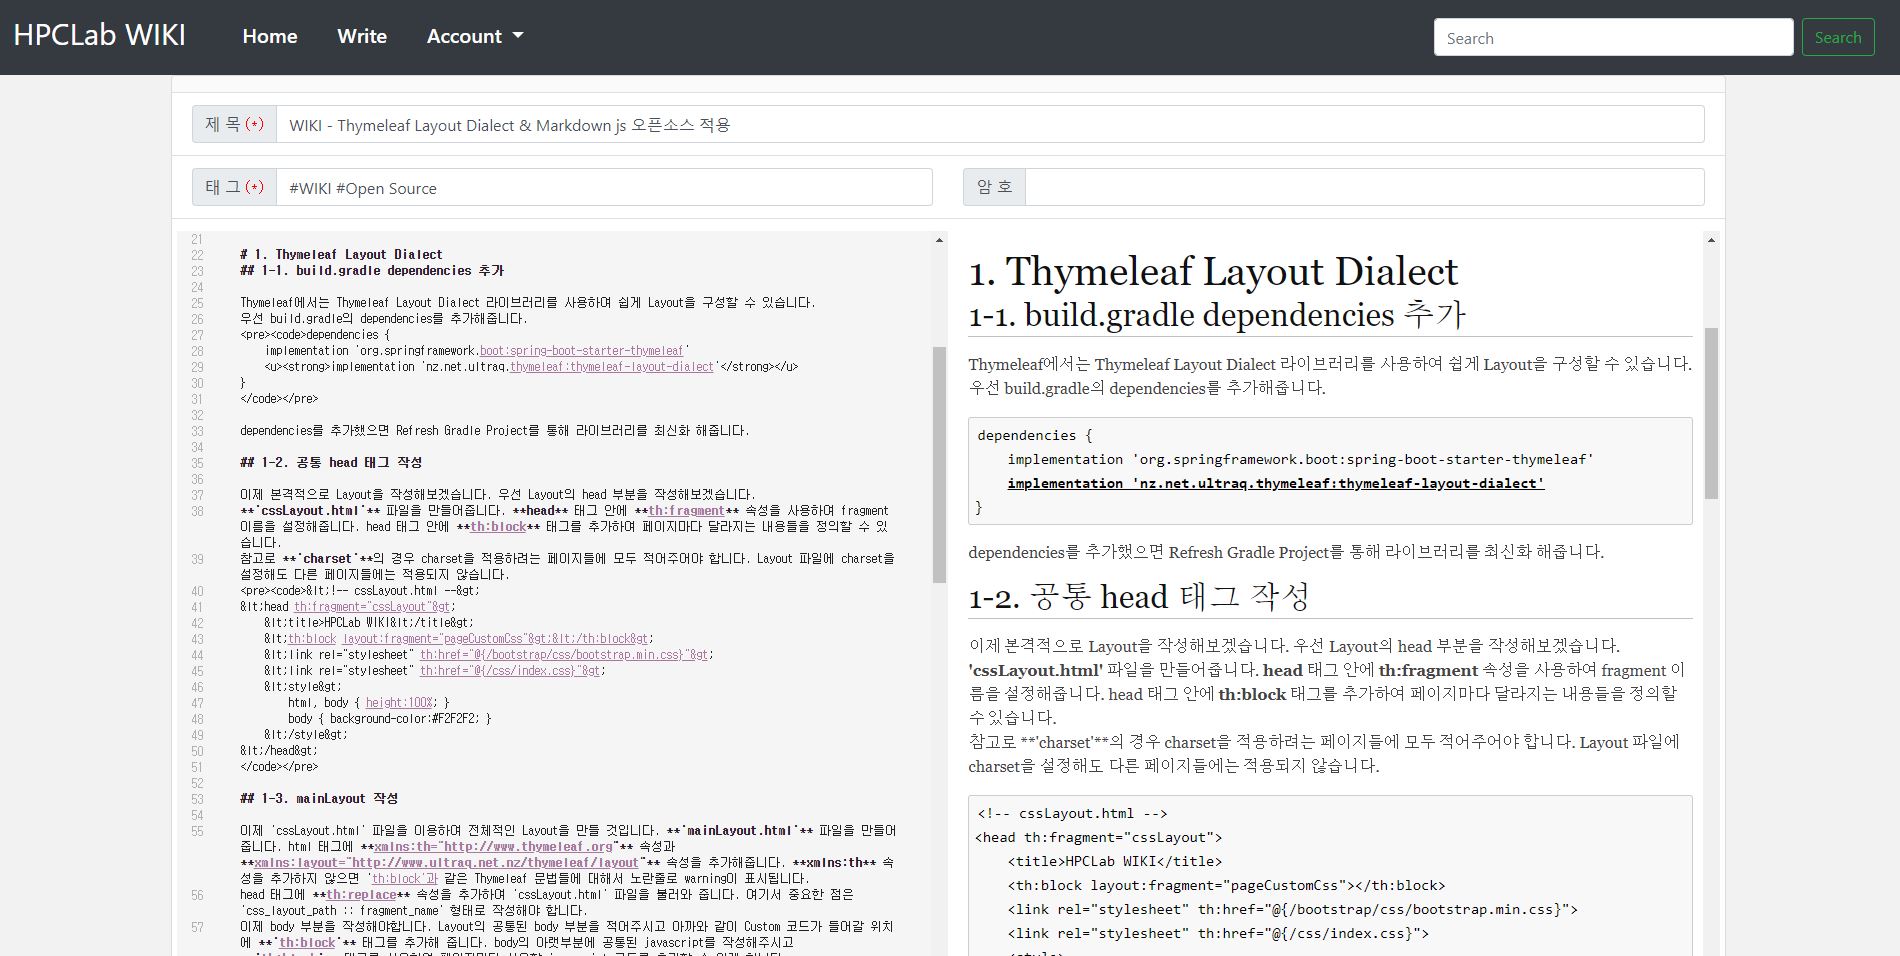 HPCLab WIKI Home Write Account Search Search
제 목 (*) WIKI - Thymeleaf Layout Dialect & Markdown js 오픈소스 적용
태 그 (*) #WIKI #Open Source 암 호
21
22 # 1. Thymeleaf Layout Dialect
23 ## 1-1. build.gradle dependencies 추가
24
25 Thymeleaf에서는 Thymeleaf Layout Dialect 라이브러리를 사용하여 쉽게 Layout을 구성할 수 있습니다.
26 우선 build.gradle의 dependencies를 추가해줍니다.
27 <pre><code>dependencies {
28 implementation 'org.springframework.boot:spring-boot-starter-thymeleaf'
29 <u><strong>implementation 'nz.net.ultraq.thymeleaf:thymeleaf-layout-dialect'</strong></u>
30 }
31 </code></pre>
32
33 dependencies를 추가했으면 Refresh Gradle Project를 통해 라이브러리를 최신화 해줍니다.
34
35 ## 1-2. 공통 head 태그 작성
36
37 이제 본격적으로 Layout을 작성해보겠습니다. 우선 Layout의 head 부분을 작성해보겠습니다.
38 **'cssLayout.html'** 파일을 만들어줍니다. **head** 태그 안에 **th:fragment** 속성을 사용하여 fragment
이름을 설정해줍니다. head 태그 안에 **th:block** 태그를 추가하여 페이지마다 달라지는 내용들을 정의할 수 있
습니다.
39 참고로 **'charset'**의 경우 charset을 적용하려는 페이지들에 모두 적어주어야 합니다. Layout 파일에 charset을
설정해도 다른 페이지들에는 적용되지 않습니다.
40 <pre><code>&lt;!-- cssLayout.html --&gt;
41 &lt;head th:fragment="cssLayout"&gt;
42 &lt;title>HPCLab WIKI&lt;/title&gt;
43 &lt;th:block layout:fragment="pageCustomCss"&gt;&lt;/th:block&gt;
44 &lt;link rel="stylesheet" th:href="@{/bootstrap/css/bootstrap.min.css}"&gt;
45 &lt;link rel="stylesheet" th:href="@{/css/index.css}"&gt;
46 &lt;style&gt;
47 html, body { height:100%; }
48 body { background-color:#F2F2F2; }
49 &lt;/style&gt;
50 &lt;/head&gt;
51 </code></pre>
52
53 ## 1-3. mainLayout 작성
54
55 이제 'cssLayout.html' 파일을 이용하여 전체적인 Layout을 만들 것입니다. **'mainLayout.html'** 파일을 만들어
줍니다. html 태그에 **xmlns:th="http://www.thymeleaf.org"** 속성과
**xmlns:layout="http://www.ultraq.net.nz/thymeleaf/layout"** 속성을 추가해줍니다. **xmlns:th** 속
성을 추가하지 않으면 'th:block'과 같은 Thymeleaf 문법들에 대해서 노란줄로 warning이 표시됩니다.
56 head 태그에 **th:replace** 속성을 추가하여 'cssLayout.html' 파일을 불러와 줍니다. 여기서 중요한 점은
'css_layout_path :: fragment_name' 형태로 작성해야 합니다.
57 이제 body 부분을 작성해야합니다. Layout의 공통된 body 부분을 적어주시고 아까와 같이 Custom 코드가 들어갈 위치
에 **'th:block'** 태그를 추가해 줍니다. body의 아랫부분에 공통된 javascript를 작성해주시고
1. Thymeleaf Layout Dialect
1-1. build.gradle dependencies 추가
Thymeleaf에서는 Thymeleaf Layout Dialect 라이브러리를 사용하여 쉽게 Layout을 구성할 수 있습니다.
우선 build.gradle의 dependencies를 추가해줍니다.
dependencies {
implementation 'org.springframework.boot:spring-boot-starter-thymeleaf'
implementation 'nz.net.ultraq.thymeleaf:thymeleaf-layout-dialect'
}
dependencies를 추가했으면 Refresh Gradle Project를 통해 라이브러리를 최신화 해줍니다.
1-2. 공통 head 태그 작성
이제 본격적으로 Layout을 작성해보겠습니다. 우선 Layout의 head 부분을 작성해보겠습니다.
'cssLayout.html' 파일을 만들어줍니다. head 태그 안에 th:fragment 속성을 사용하여 fragment 이
름을 설정해줍니다. head 태그 안에 th:block 태그를 추가하여 페이지마다 달라지는 내용들을 정의할
수 있습니다.
참고로 **'charset'**의 경우 charset을 적용하려는 페이지들에 모두 적어주어야 합니다. Layout 파일에
charset을 설정해도 다른 페이지들에는 적용되지 않습니다.
<!-- cssLayout.html -->
<head th:fragment="cssLayout">
<title>HPCLab WIKI</title>
<th:block layout:fragment="pageCustomCss"></th:block>
<link rel="stylesheet" th:href="@{/bootstrap/css/bootstrap.min.css}">
<link rel="stylesheet" th:href="@{/css/index.css}">